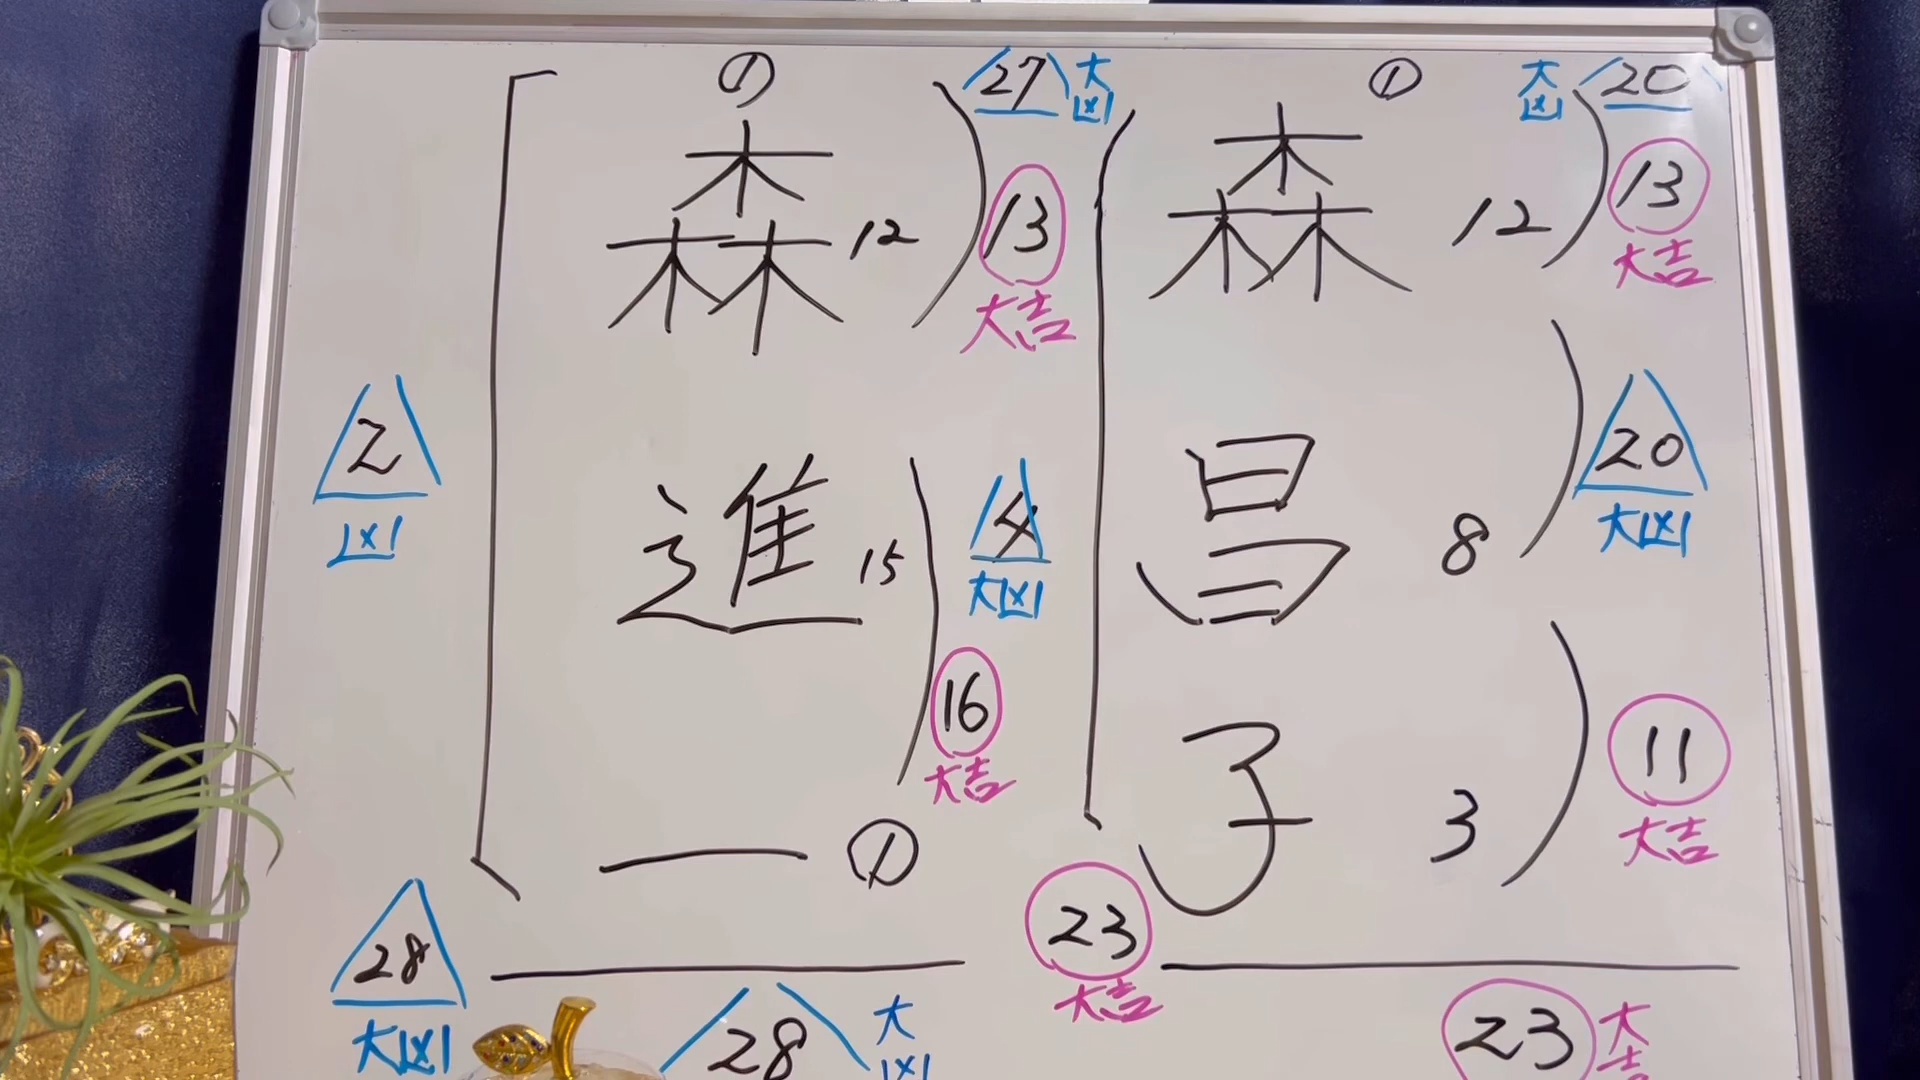 ① 27 大凶
森 12 13 大吉
2 凶
進 15 4 大凶
16 大吉
一 ①
28 大凶
28 大凶
① 大凶 20
森 12 13 大吉
昌 8 20 大凶
子 3 11 大吉
23 大吉
23 大吉